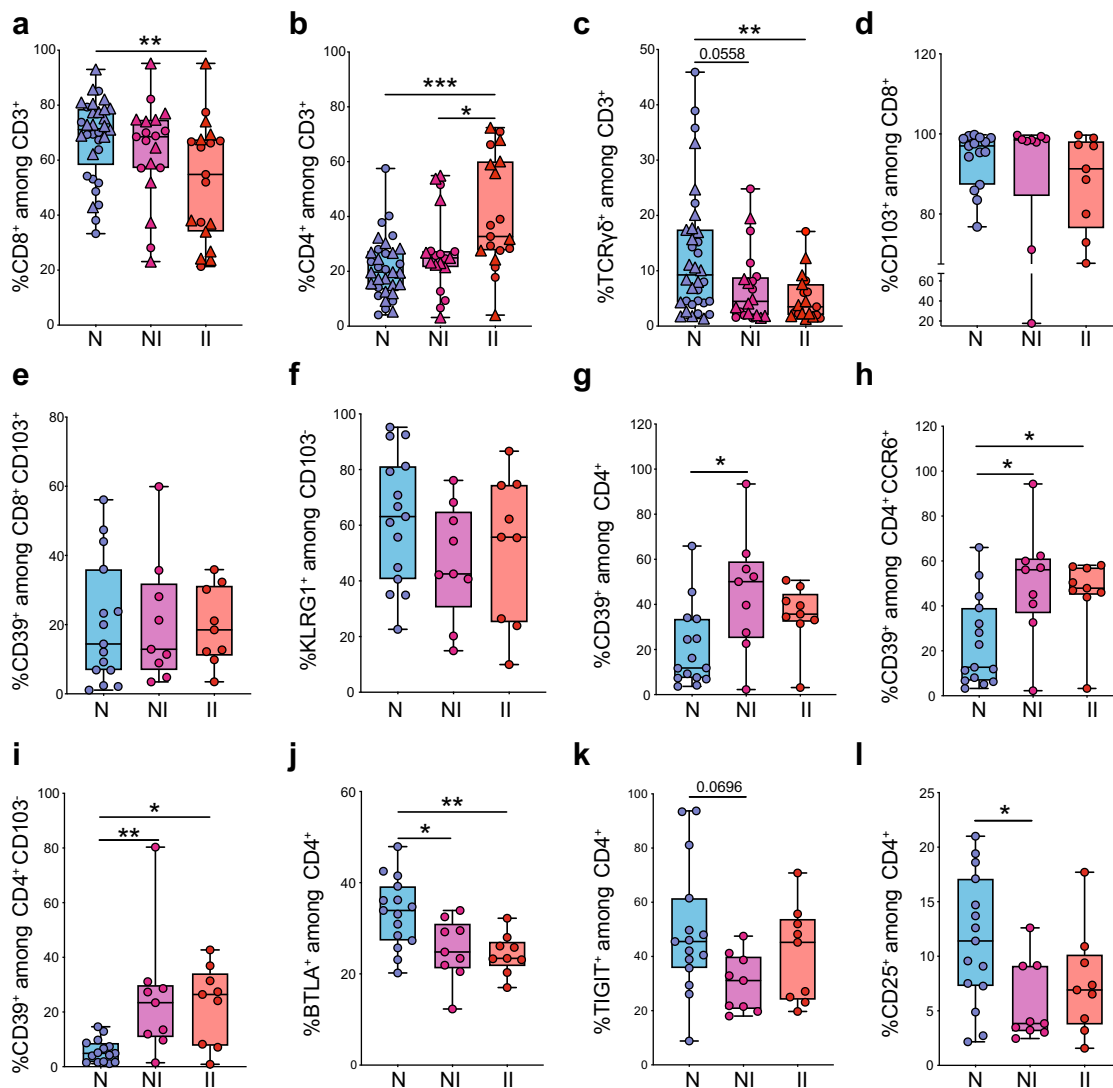 a
%CD8⁺ among CD3⁺
100
80
60
40
20
0
**
N NI II
b
%CD4⁺ among CD3⁺
100
80
60
40
20
0
***
*
N NI II
c
%TCRγδ⁺ among CD3⁺
50
40
30
20
10
0
**
0.0558
N NI II
d
%CD103⁺ among CD8⁺
120
100
80
60
40
20
N NI II
e
%CD39⁺ among CD8⁺ CD103⁺
80
60
40
20
0
N NI II
f
%KLRG1⁺ among CD103⁻
100
80
60
40
20
0
N NI II
g
%CD39⁺ among CD4⁺
120
100
80
60
40
20
0
*
N NI II
h
%CD39⁺ among CD4⁺ CCR6⁺
120
100
80
60
40
20
0
*
*
N NI II
i
%CD39⁺ among CD4⁺ CD103⁻
100
80
60
40
20
0
*
**
N NI II
j
%BTLA⁺ among CD4⁺
60
40
20
0
**
*
N NI II
k
%TIGIT⁺ among CD4⁺
100
80
60
40
20
0
0.0696
N NI II
l
%CD25⁺ among CD4⁺
25
20
15
10
5
0
*
N NI II